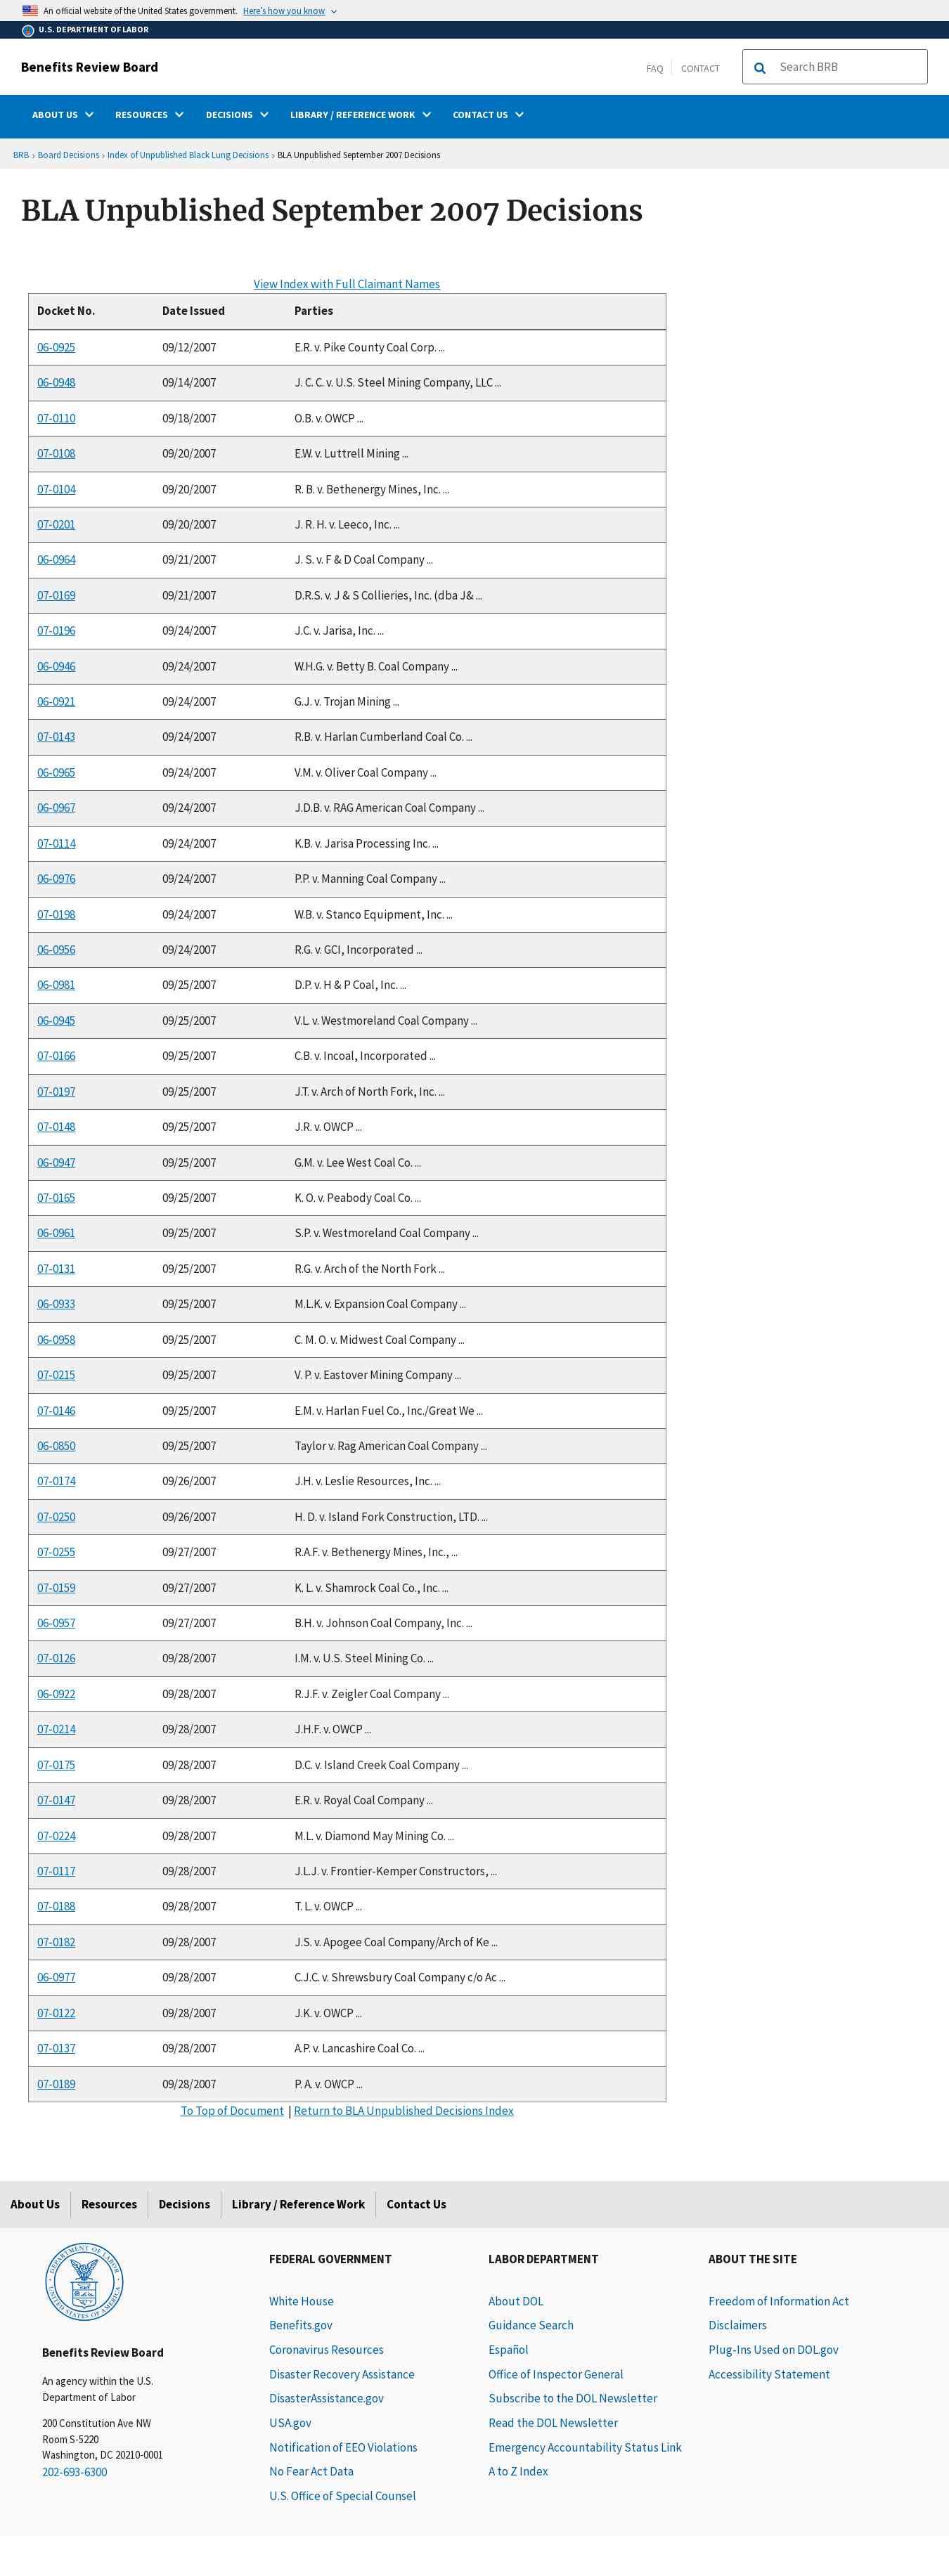 An official website of the United States government. Here's how you know
U.S. DEPARTMENT OF LABOR
Benefits Review Board
FAQ CONTACT Search BRB
ABOUT US RESOURCES DECISIONS LIBRARY / REFERENCE WORK CONTACT US
BRB › Board Decisions › Index of Unpublished Black Lung Decisions › BLA Unpublished September 2007 Decisions
BLA Unpublished September 2007 Decisions
View Index with Full Claimant Names
Docket No. Date Issued Parties
06-0925 09/12/2007 E.R. v. Pike County Coal Corp. ...
06-0948 09/14/2007 J. C. C. v. U.S. Steel Mining Company, LLC ...
07-0110 09/18/2007 O.B. v. OWCP ...
07-0108 09/20/2007 E.W. v. Luttrell Mining ...
07-0104 09/20/2007 R. B. v. Bethenergy Mines, Inc. ...
07-0201 09/20/2007 J. R. H. v. Leeco, Inc. ...
06-0964 09/21/2007 J. S. v. F & D Coal Company ...
07-0169 09/21/2007 D.R.S. v. J & S Collieries, Inc. (dba J& ...
07-0196 09/24/2007 J.C. v. Jarisa, Inc. ...
06-0946 09/24/2007 W.H.G. v. Betty B. Coal Company ...
06-0921 09/24/2007 G.J. v. Trojan Mining ...
07-0143 09/24/2007 R.B. v. Harlan Cumberland Coal Co. ...
06-0965 09/24/2007 V.M. v. Oliver Coal Company ...
06-0967 09/24/2007 J.D.B. v. RAG American Coal Company ...
07-0114 09/24/2007 K.B. v. Jarisa Processing Inc. ...
06-0976 09/24/2007 P.P. v. Manning Coal Company ...
07-0198 09/24/2007 W.B. v. Stanco Equipment, Inc. ...
06-0956 09/24/2007 R.G. v. GCI, Incorporated ...
06-0981 09/25/2007 D.P. v. H & P Coal, Inc. ...
06-0945 09/25/2007 V.L. v. Westmoreland Coal Company ...
07-0166 09/25/2007 C.B. v. Incoal, Incorporated ...
07-0197 09/25/2007 J.T. v. Arch of North Fork, Inc. ...
07-0148 09/25/2007 J.R. v. OWCP ...
06-0947 09/25/2007 G.M. v. Lee West Coal Co. ...
07-0165 09/25/2007 K. O. v. Peabody Coal Co. ...
06-0961 09/25/2007 S.P. v. Westmoreland Coal Company ...
07-0131 09/25/2007 R.G. v. Arch of the North Fork ...
06-0933 09/25/2007 M.L.K. v. Expansion Coal Company ...
06-0958 09/25/2007 C. M. O. v. Midwest Coal Company ...
07-0215 09/25/2007 V. P. v. Eastover Mining Company ...
07-0146 09/25/2007 E.M. v. Harlan Fuel Co., Inc./Great We ...
06-0850 09/25/2007 Taylor v. Rag American Coal Company ...
07-0174 09/26/2007 J.H. v. Leslie Resources, Inc. ...
07-0250 09/26/2007 H. D. v. Island Fork Construction, LTD. ...
07-0255 09/27/2007 R.A.F. v. Bethenergy Mines, Inc., ...
07-0159 09/27/2007 K. L. v. Shamrock Coal Co., Inc. ...
06-0957 09/27/2007 B.H. v. Johnson Coal Company, Inc. ...
07-0126 09/28/2007 I.M. v. U.S. Steel Mining Co. ...
06-0922 09/28/2007 R.J.F. v. Zeigler Coal Company ...
07-0214 09/28/2007 J.H.F. v. OWCP ...
07-0175 09/28/2007 D.C. v. Island Creek Coal Company ...
07-0147 09/28/2007 E.R. v. Royal Coal Company ...
07-0224 09/28/2007 M.L. v. Diamond May Mining Co. ...
07-0117 09/28/2007 J.L.J. v. Frontier-Kemper Constructors, ...
07-0188 09/28/2007 T. L. v. OWCP ...
07-0182 09/28/2007 J.S. v. Apogee Coal Company/Arch of Ke ...
06-0977 09/28/2007 C.J.C. v. Shrewsbury Coal Company c/o Ac ...
07-0122 09/28/2007 J.K. v. OWCP ...
07-0137 09/28/2007 A.P. v. Lancashire Coal Co. ...
07-0189 09/28/2007 P. A. v. OWCP ...
To Top of Document | Return to BLA Unpublished Decisions Index
About Us Resources Decisions Library / Reference Work Contact Us
DEPARTMENT OF LABOR
UNITED STATES OF AMERICA
Benefits Review Board
An agency within the U.S.
Department of Labor
200 Constitution Ave NW
Room S-5220
Washington, DC 20210-0001
202-693-6300
FEDERAL GOVERNMENT
White House
Benefits.gov
Coronavirus Resources
Disaster Recovery Assistance
DisasterAssistance.gov
USA.gov
Notification of EEO Violations
No Fear Act Data
U.S. Office of Special Counsel
LABOR DEPARTMENT
About DOL
Guidance Search
Español
Office of Inspector General
Subscribe to the DOL Newsletter
Read the DOL Newsletter
Emergency Accountability Status Link
A to Z Index
ABOUT THE SITE
Freedom of Information Act
Disclaimers
Plug-Ins Used on DOL.gov
Accessibility Statement